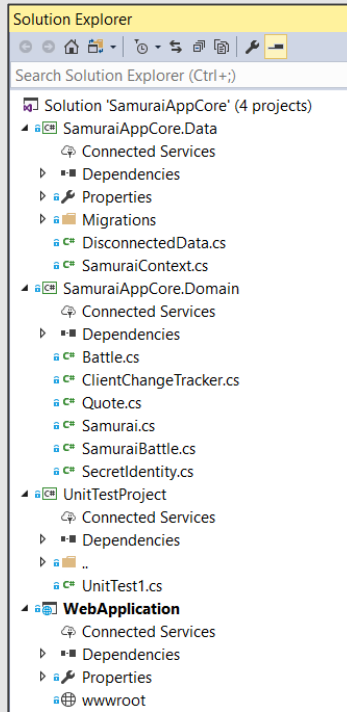 Solution Explorer
Search Solution Explorer (Ctrl+;)
Solution 'SamuraiAppCore' (4 projects)
C# SamuraiAppCore.Data
Connected Services
Dependencies
Properties
Migrations
C# DisconnectedData.cs
C# SamuraiContext.cs
C# SamuraiAppCore.Domain
Connected Services
Dependencies
C# Battle.cs
C# ClientChangeTracker.cs
C# Quote.cs
C# Samurai.cs
C# SamuraiBattle.cs
C# SecretIdentity.cs
C# UnitTestProject
Connected Services
Dependencies
..
C# UnitTest1.cs
WebApplication
Connected Services
Dependencies
Properties
wwwroot